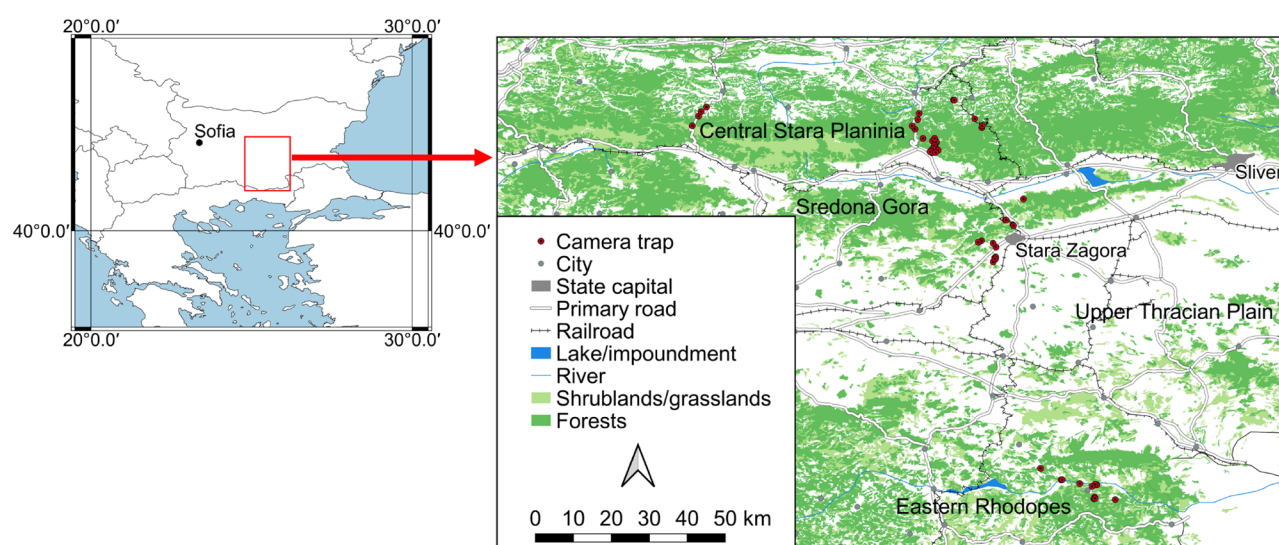 20°0.0'
30°0.0'
Sofia
40°0.0'
40°0.0'
20°0.0'
30°0.0'
Central Stara Planinia
Sliven
Sredona Gora
Stara Zagora
Upper Thracian Plain
Eastern Rhodopes
Camera trap
City
State capital
Primary road
Railroad
Lake/impoundment
River
Shrublands/grasslands
Forests
0 10 20 30 40 50 km